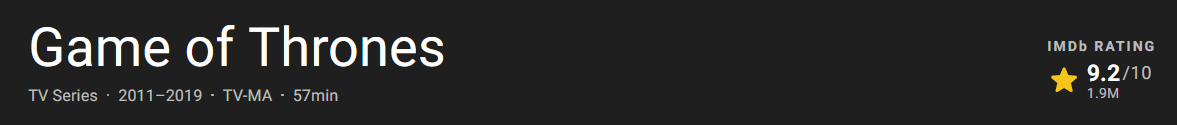 Game of Thrones
TV Series · 2011–2019 · TV-MA · 57min
IMDb RATING
9.2/10
1.9M